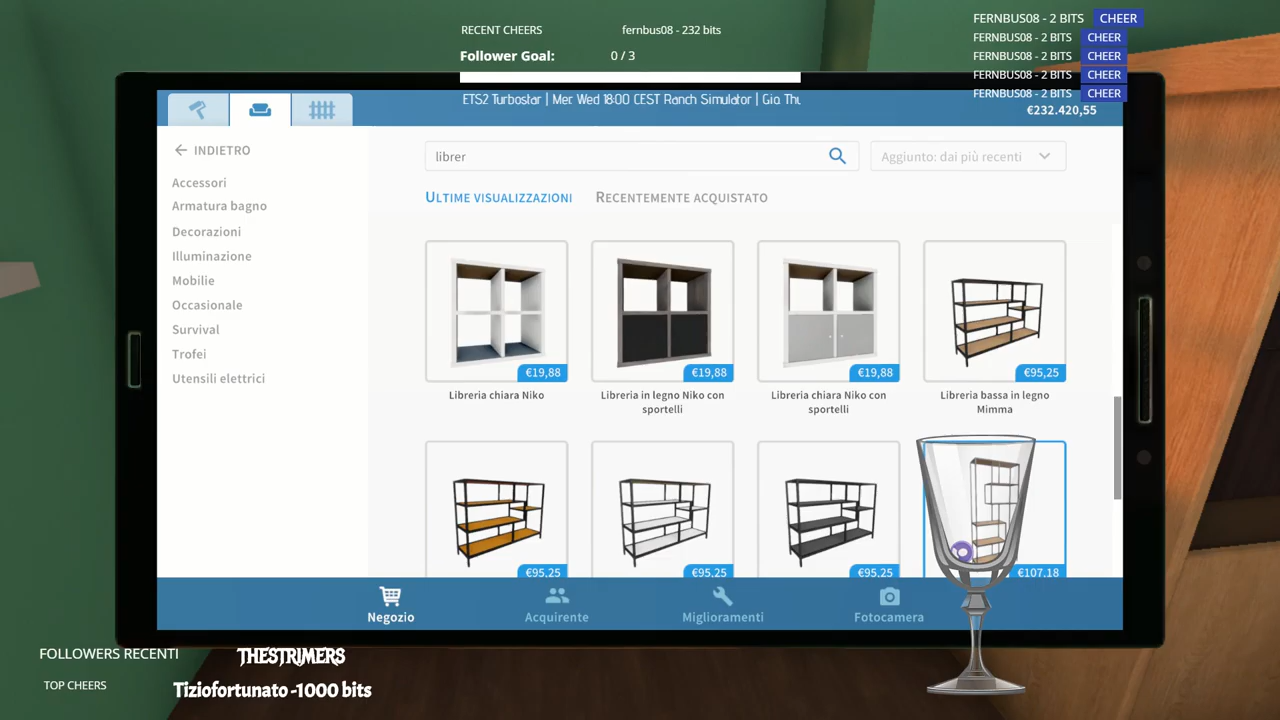 RECENT CHEERS
fernbus08 - 232 bits
Follower Goal:
0 / 3
FERNBUS08 - 2 BITS CHEER
FERNBUS08 - 2 BITS CHEER
FERNBUS08 - 2 BITS CHEER
FERNBUS08 - 2 BITS CHEER
FERNBUS08 - 2 BITS CHEER
ETS2 Turbostar | Mer. Wed 18:00 CEST Ranch Simulator | Gio. Thu
€232.420,55
INDIETRO
librer
Aggiunto: dai più recenti
Accessori
Armatura bagno
Decorazioni
Illuminazione
Mobilie
Occasionale
Survival
Trofei
Utensili elettrici
ULTIME VISUALIZZAZIONI
RECENTEMENTE ACQUISTATO
€19,88
€19,88
€19,88
€95,25
Libreria chiara Niko
Libreria in legno Niko con
sportelli
Libreria chiara Niko con
sportelli
Libreria bassa in legno
Mimma
€95,25
€95,25
€95,25
€107,18
Negozio
Acquirente
Miglioramenti
Fotocamera
FOLLOWERS RECENTI
THESTRIMERS
TOP CHEERS
Tiziofortunato -1000 bits